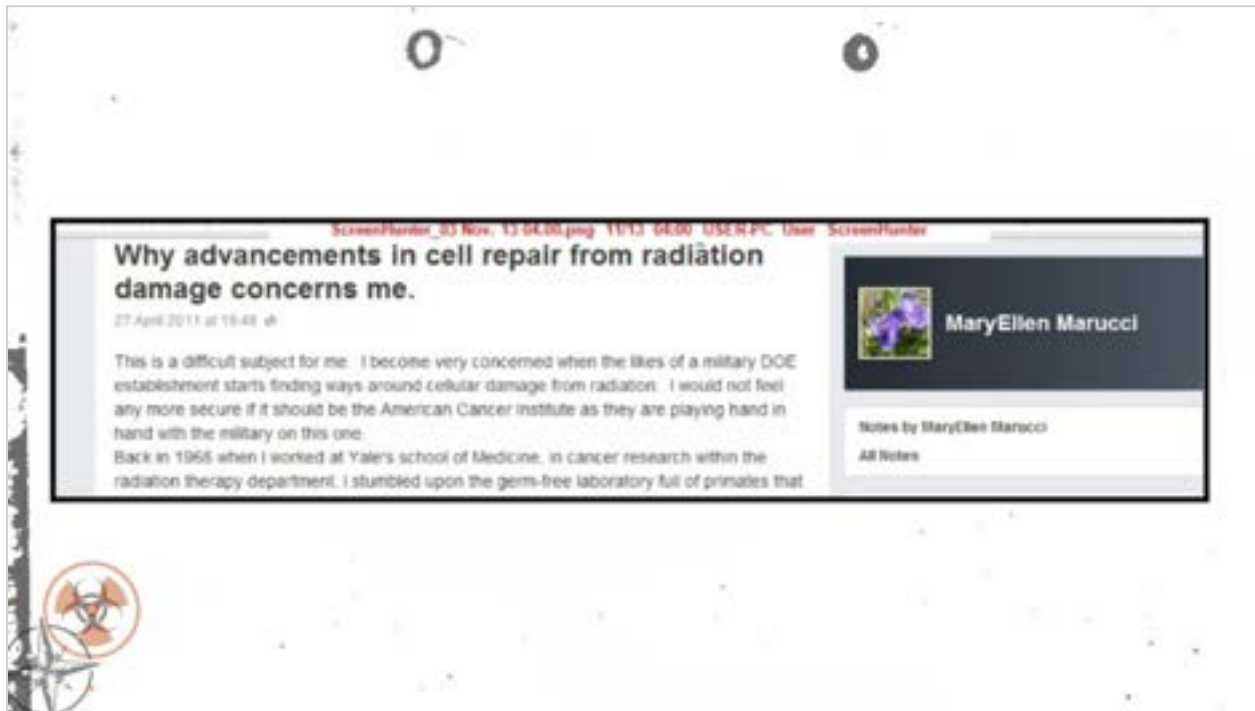 ScreenHunter_03 Nov. 13 04.00.png 11/13 04:00 USER-PC User ScreenHunter
Why advancements in cell repair from radiation
damage concerns me.
27 April 2011 at 19:48
This is a difficult subject for me. I become very concerned when the likes of a military DOE
establishment starts finding ways around cellular damage from radiation. I would not feel
any more secure if it should be the American Cancer Institute as they are playing hand in
hand with the military on this one.
Back in 1968 when I worked at Yale's school of Medicine, in cancer research within the
radiation therapy department, I stumbled upon the germ-free laboratory full of primates that
MaryEllen Marucci
Notes by MaryEllen Marucci
All Notes